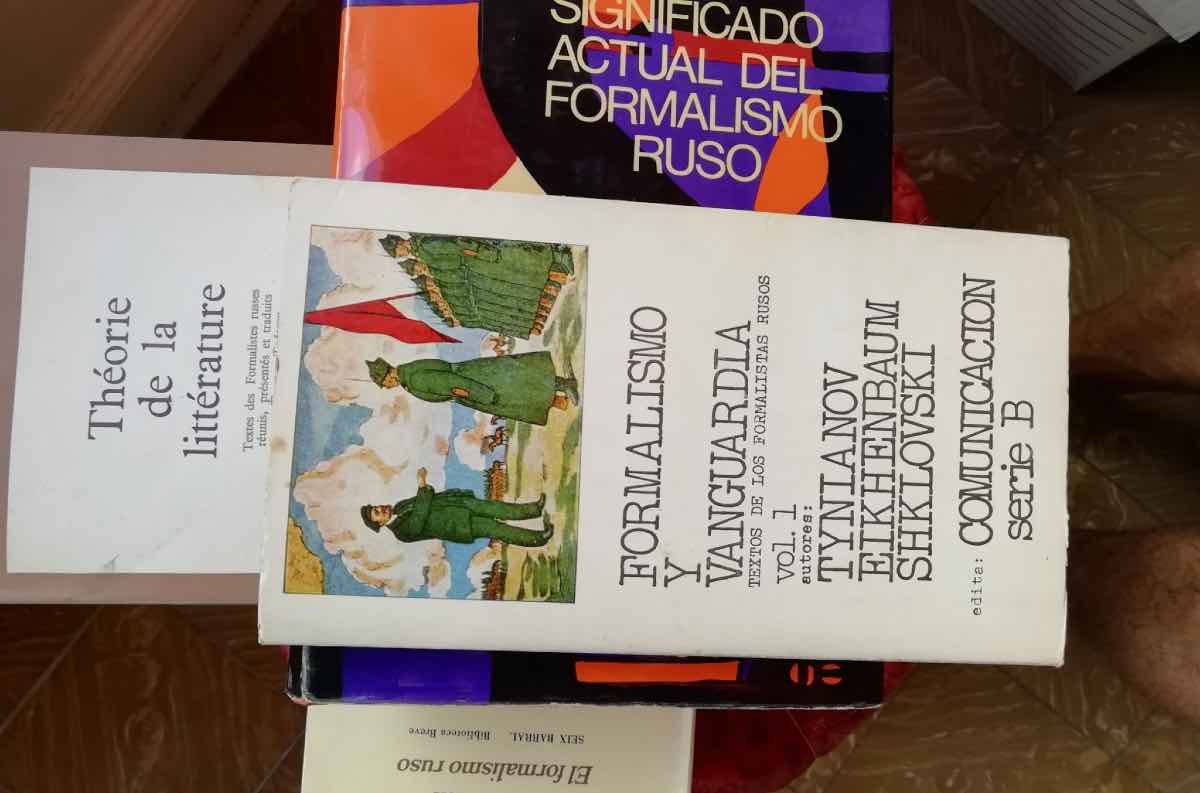 SIGNIFICADO
ACTUAL DEL
FORMALISMO
RUSO
Théorie
de la
littérature
Textes des Formalistes russes
réunis, présentés et traduits
FORMALISMO
Y
VANGUARDIA
TEXTOS DE LOS FORMALISTAS RUSOS
VOL. 1
autores:
TYNIANOV
EIKHENBAUM
SHKLOVSKI
edita: COMUNICACION
serie B
SEIX BARRAL. Biblioteca Breve
El formalismo ruso